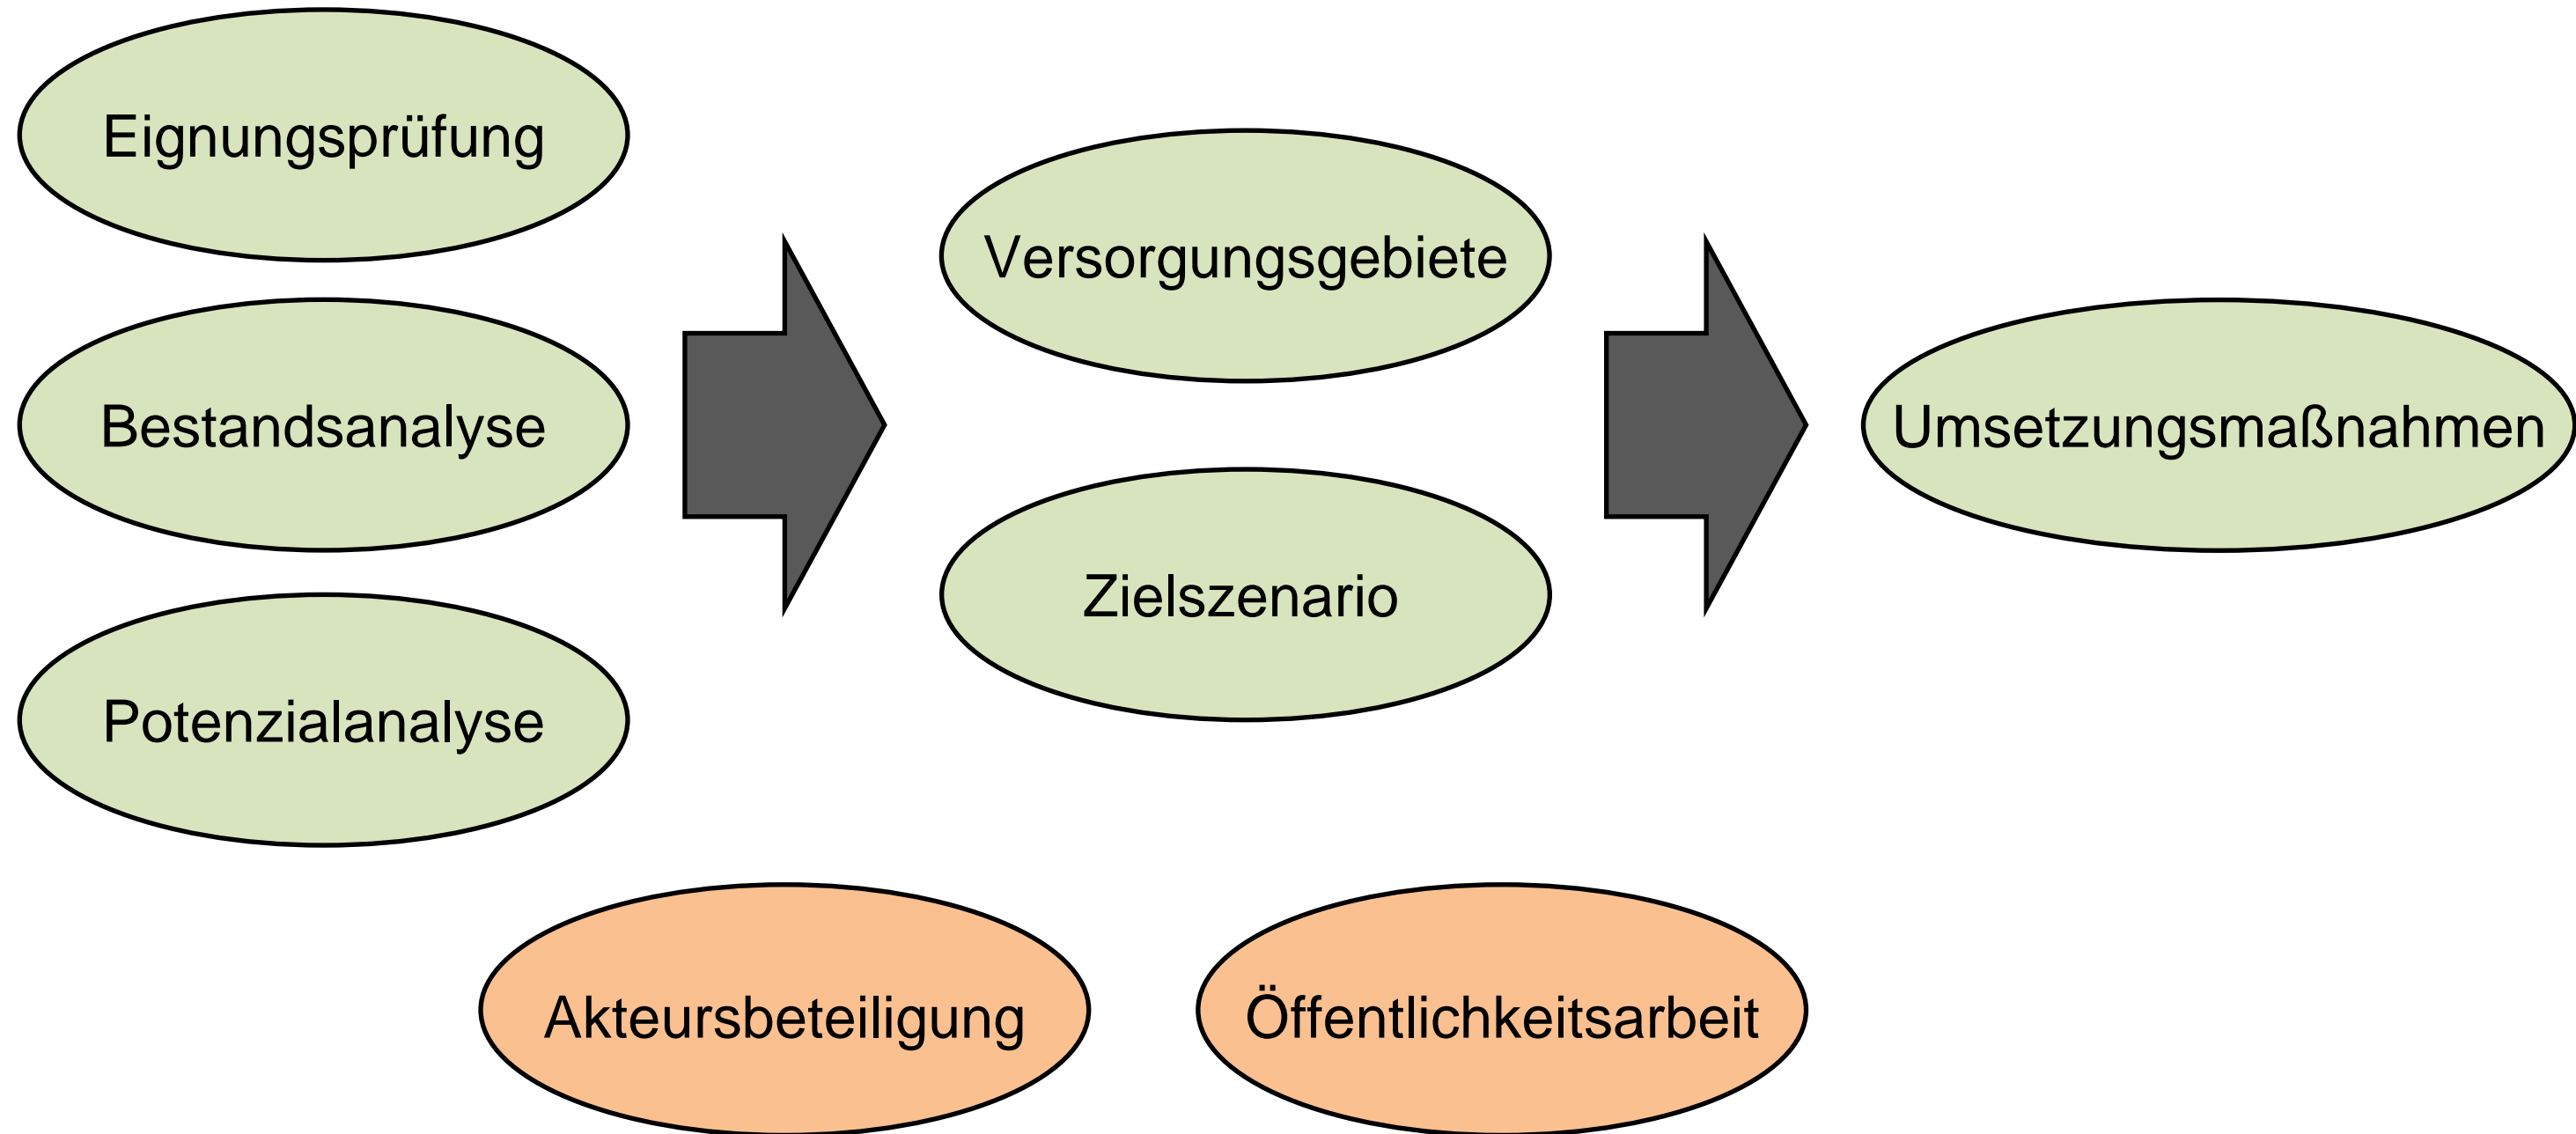 Eignungsprüfung
Bestandsanalyse
Potenzialanalyse
Versorgungsgebiete
Zielszenario
Umsetzungsmaßnahmen
Akteursbeteiligung
Öffentlichkeitsarbeit